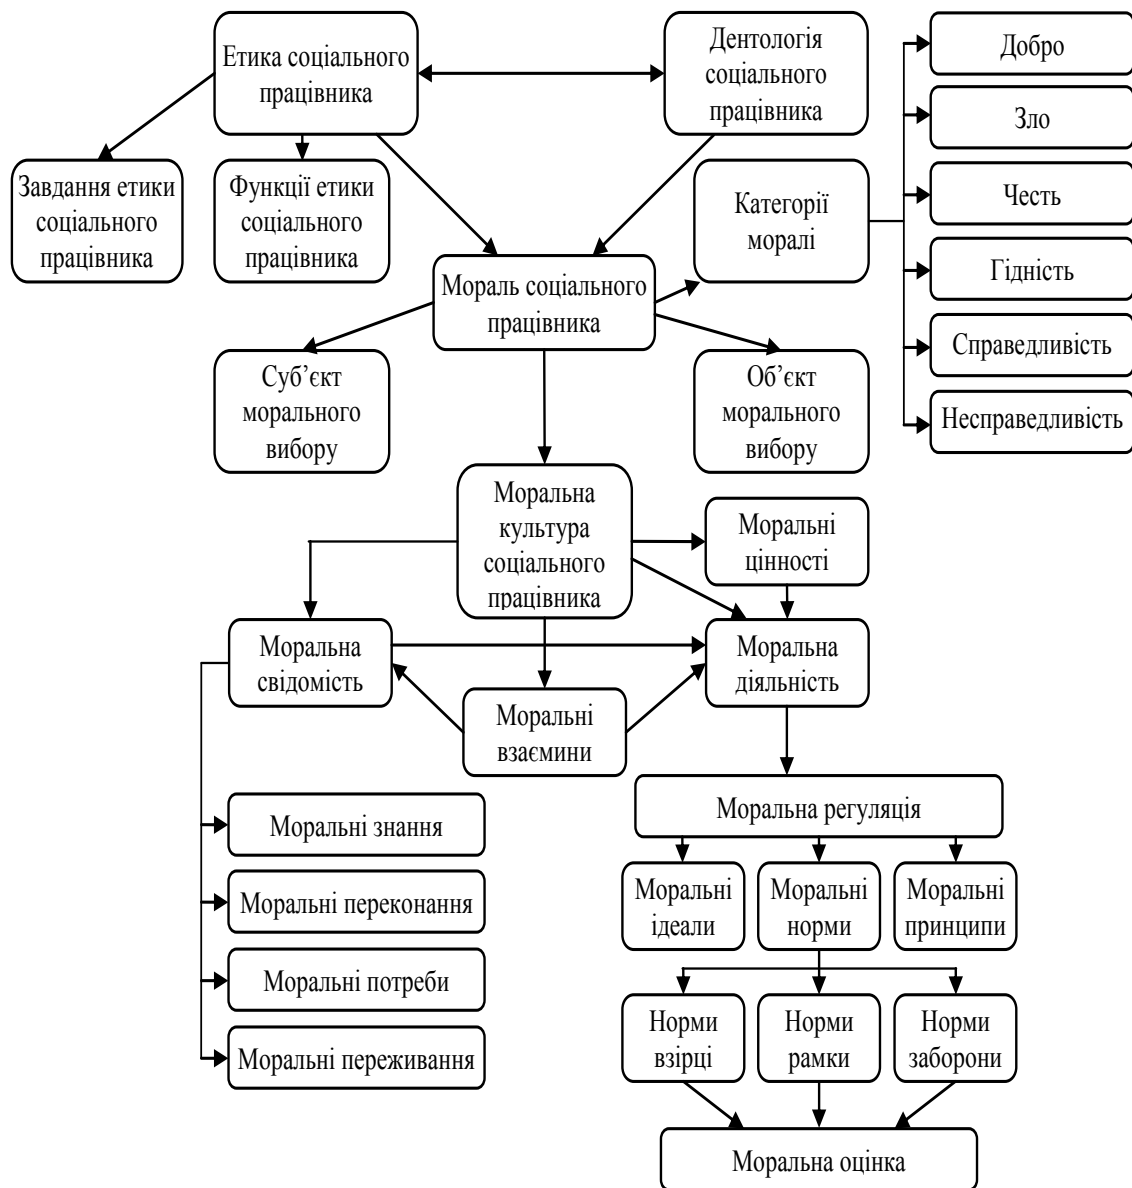 Етика соціального
працівника
Дентологія
соціального
працівника
Добро
Зло
Честь
Гідність
Справедливість
Несправедливість
Завдання етики
соціального
працівника
Функції етики
соціального
працівника
Категорії
моралі
Мораль соціального
працівника
Суб’єкт
морального
вибору
Об’єкт
морального
вибору
Моральна
культура
соціального
працівника
Моральні
цінності
Моральна
свідомість
Моральна
діяльність
Моральні
взаємини
Моральні знання
Моральні переконання
Моральні потреби
Моральні переживання
Моральна регуляція
Моральні
ідеали
Моральні
норми
Моральні
принципи
Норми
взірці
Норми
рамки
Норми
заборони
Моральна оцінка